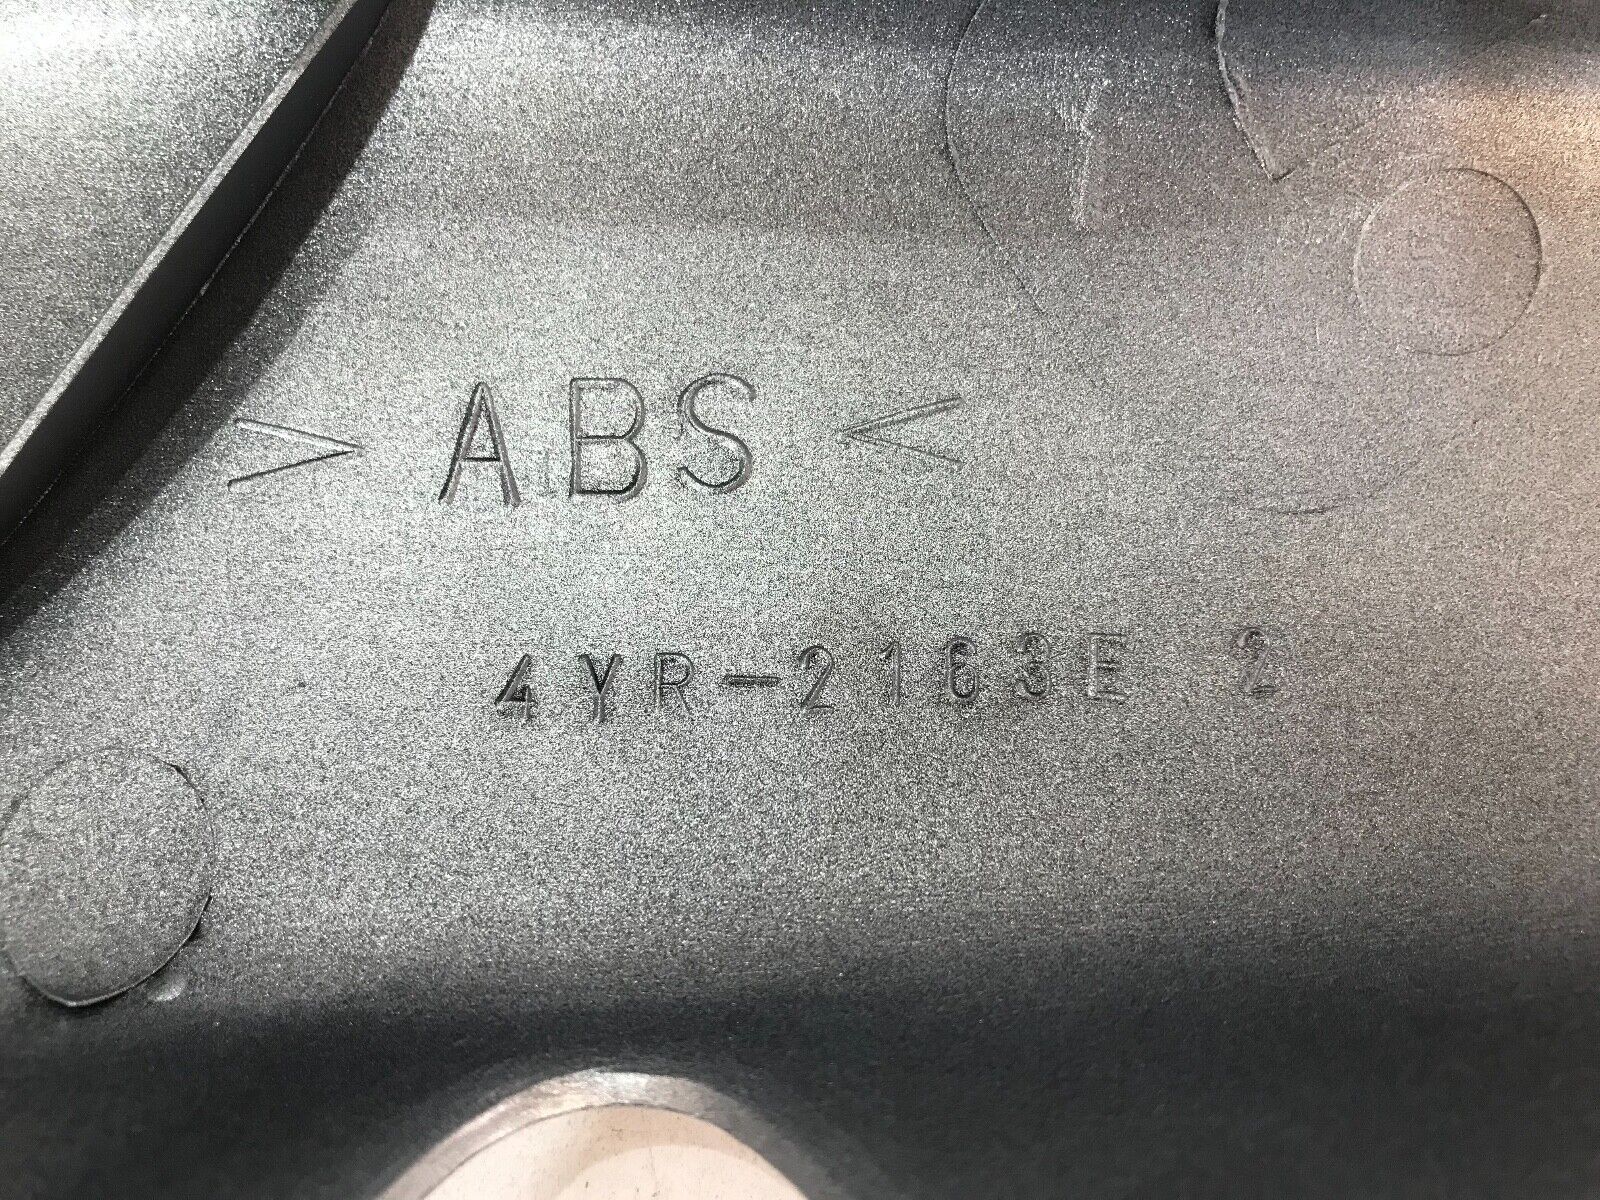 > ABS <
4YR-2163E 2